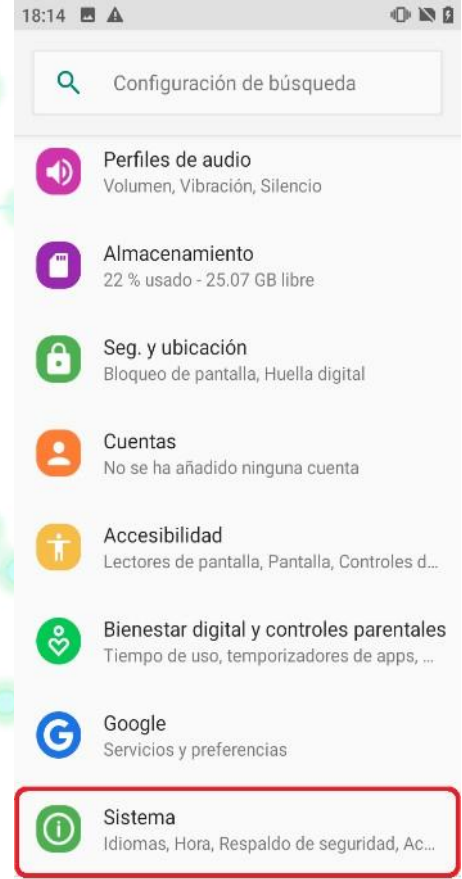 18:14
Configuración de búsqueda
Perfiles de audio
Volumen, Vibración, Silencio
Almacenamiento
22 % usado - 25.07 GB libre
Seg. y ubicación
Bloqueo de pantalla, Huella digital
Cuentas
No se ha añadido ninguna cuenta
Accesibilidad
Lectores de pantalla, Pantalla, Controles d...
Bienestar digital y controles parentales
Tiempo de uso, temporizadores de apps, ...
Google
Servicios y preferencias
Sistema
Idiomas, Hora, Respaldo de seguridad, Ac...